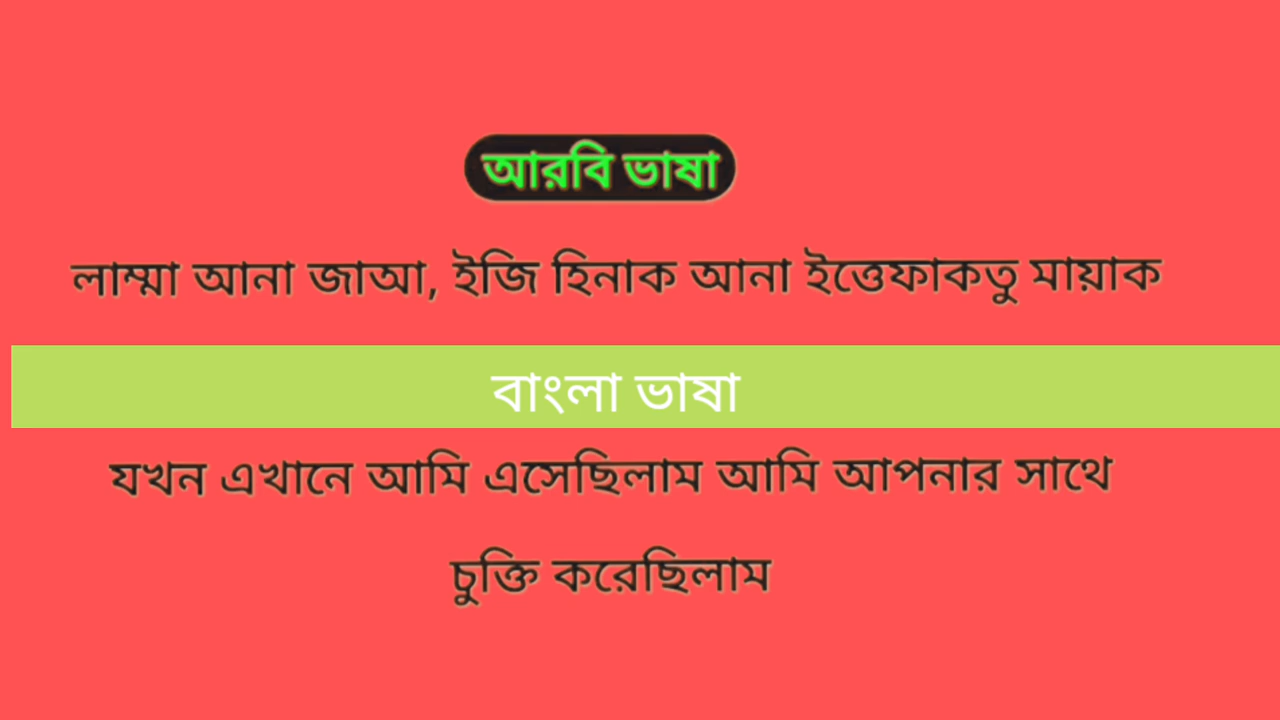 আরবি ভাষা
লাম্মা আনা জাআ, ইজি হিনাক আনা ইত্তেফাকতু মায়াক
বাংলা ভাষা
যখন এখানে আমি এসেছিলাম আমি আপনার সাথে
চুক্তি করেছিলাম